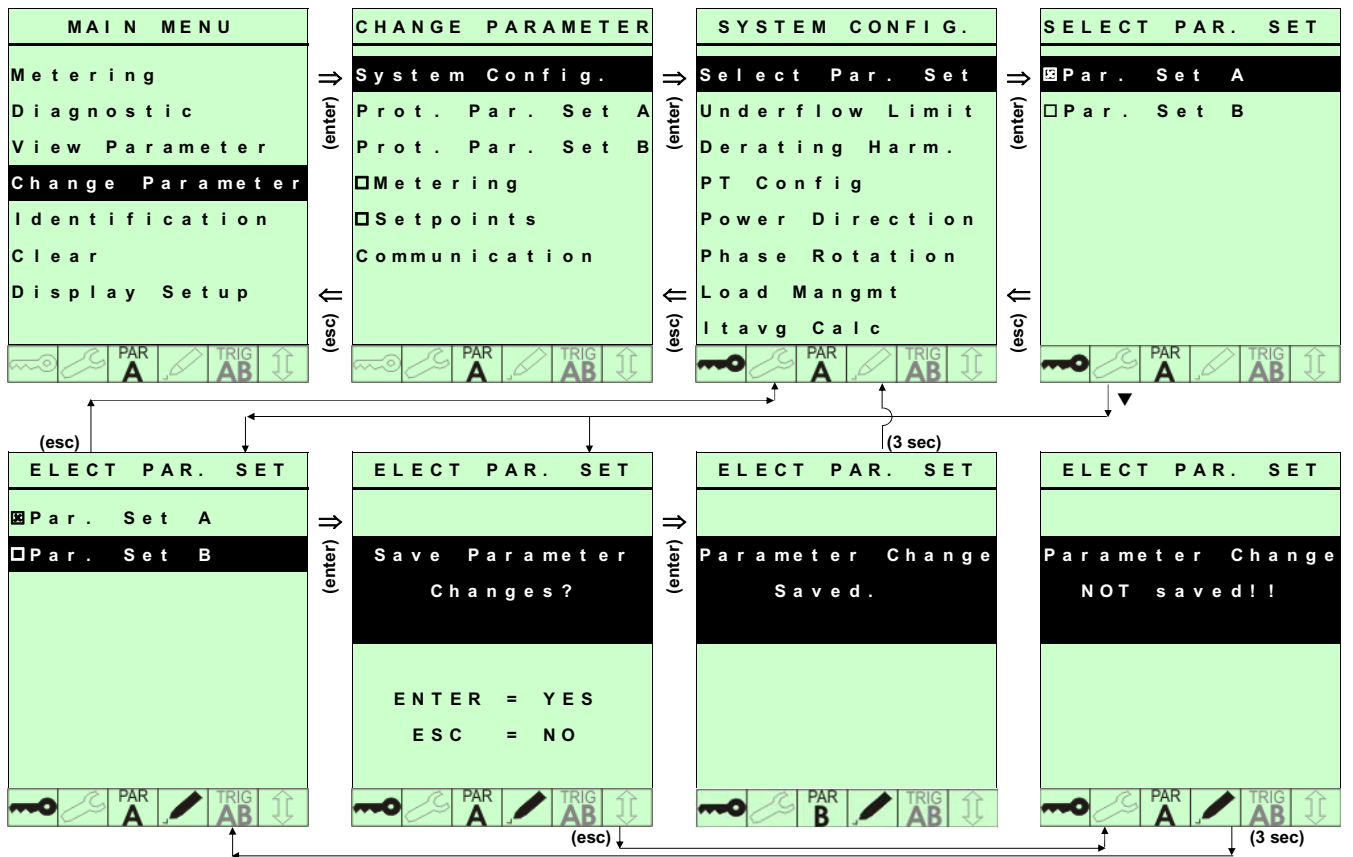 MAIN MENU
Metering
Diagnostic
View Parameter
Change Parameter
Identification
Clear
Display Setup
PAR
A
TRIG
AB
(enter)
(esc)
CHANGE PARAMETER
System Config.
Prot. Par. Set A
Prot. Par. Set B
Metering
Setpoints
Communication
PAR
A
TRIG
AB
(enter)
(esc)
SYSTEM CONFIG.
Select Par. Set
Underflow Limit
Derating Harm.
PT Config
Power Direction
Phase Rotation
Load Mangmt
Itavg Calc
PAR
A
TRIG
AB
(enter)
(esc)
SELECT PAR. SET
Par. Set A
Par. Set B
PAR
A
TRIG
AB
(esc)
(3 sec)
ELECT PAR. SET
Par. Set A
Par. Set B
PAR
A
TRIG
AB
(enter)
ELECT PAR. SET
Save Parameter
Changes?
ENTER = YES
ESC = NO
PAR
A
TRIG
AB
(esc)
(enter)
ELECT PAR. SET
Parameter Change
Saved.
PAR
B
TRIG
AB
ELECT PAR. SET
Parameter Change
NOT saved!!
PAR
A
TRIG
AB
(3 sec)